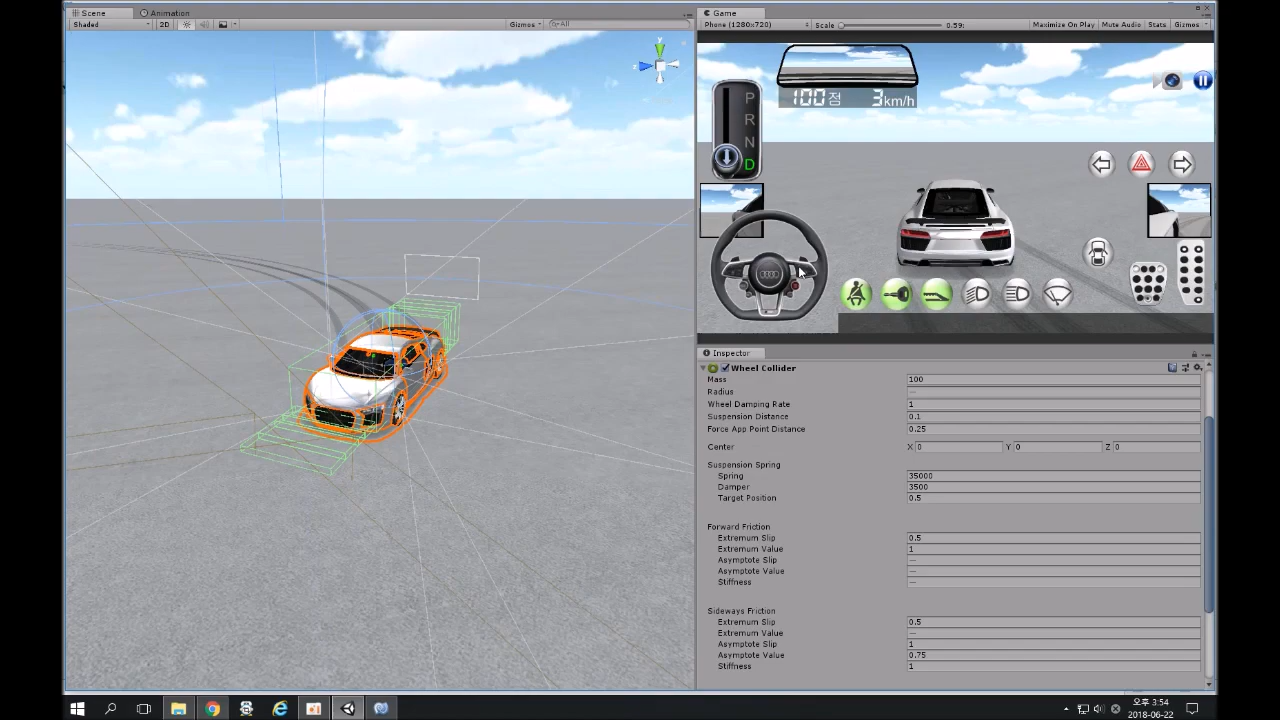 Scene Animation
Shaded 2D Gizmos All
y
Game
Phone (1280x720) Scale 0.59: Maximize On Play Mute Audio Stats Gizmos
100점 3km/h
P
R
N
D
Inspector
Wheel Collider
Mass 100
Radius —
Wheel Damping Rate 1
Suspension Distance 0.1
Force App Point Distance 0.25
Center X 0 Y 0 Z 0
Suspension Spring
Spring 35000
Damper 3500
Target Position 0.5
Forward Friction
Extremum Slip 0.5
Extremum Value 1
Asymptote Slip —
Asymptote Value —
Stiffness —
Sideways Friction
Extremum Slip 0.5
Extremum Value —
Asymptote Slip 1
Asymptote Value 0.75
Stiffness 1
오후 3:54
2018-06-22